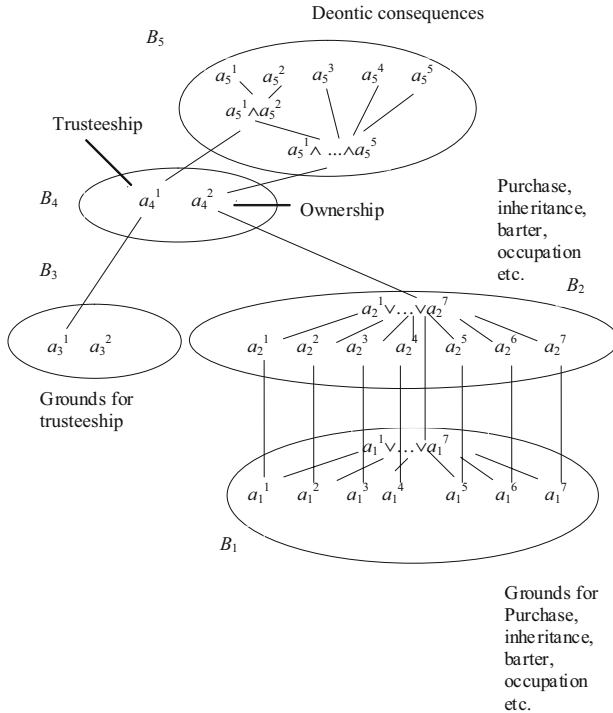 Deontic consequences
B₅
a₅¹ a₅² a₅³ a₅⁴ a₅⁵
a₅¹∧a₅²
a₅¹∧ ...∧a₅⁵
Trusteeship
B₄
a₄¹ a₄²
Ownership
Purchase,
inheritance,
barter,
occupation
etc.
B₃
B₂
a₂¹∨...∨a₂⁷
a₃¹ a₃²
a₂¹ a₂² a₂³ a₂⁴ a₂⁵ a₂⁶ a₂⁷
Grounds for
trusteeship
a₁¹∨...∨a₁⁷
a₁¹ a₁² a₁³ a₁⁴ a₁⁵ a₁⁶ a₁⁷
B₁
Grounds for
Purchase,
inheritance,
barter,
occupation
etc.